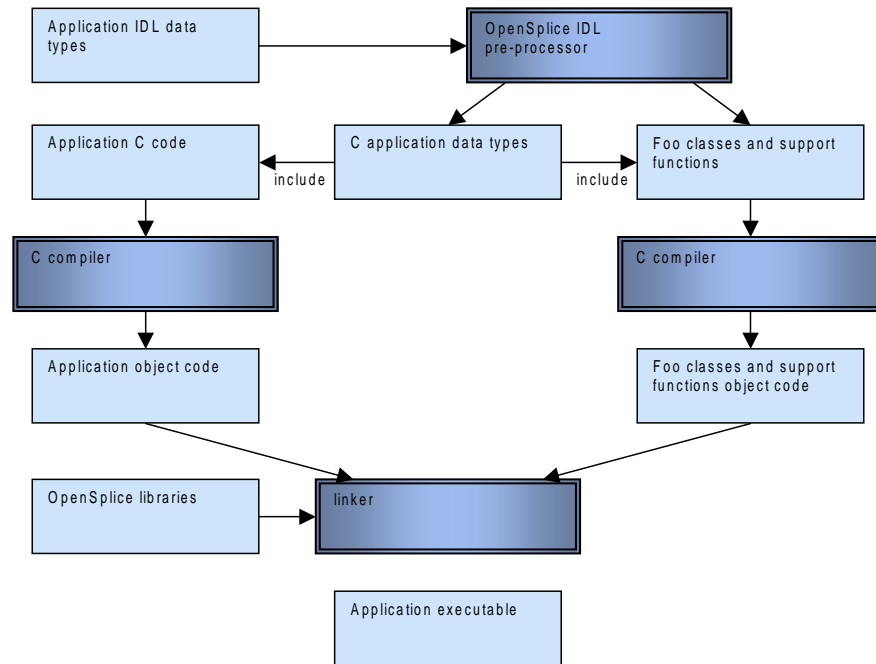 Application IDL data
types
OpenSplice IDL
pre-processor
Application C code
C application data types
Foo classes and support
functions
include
include
C compiler
C compiler
Application object code
Foo classes and support
functions object code
OpenSplice libraries
linker
Application executable